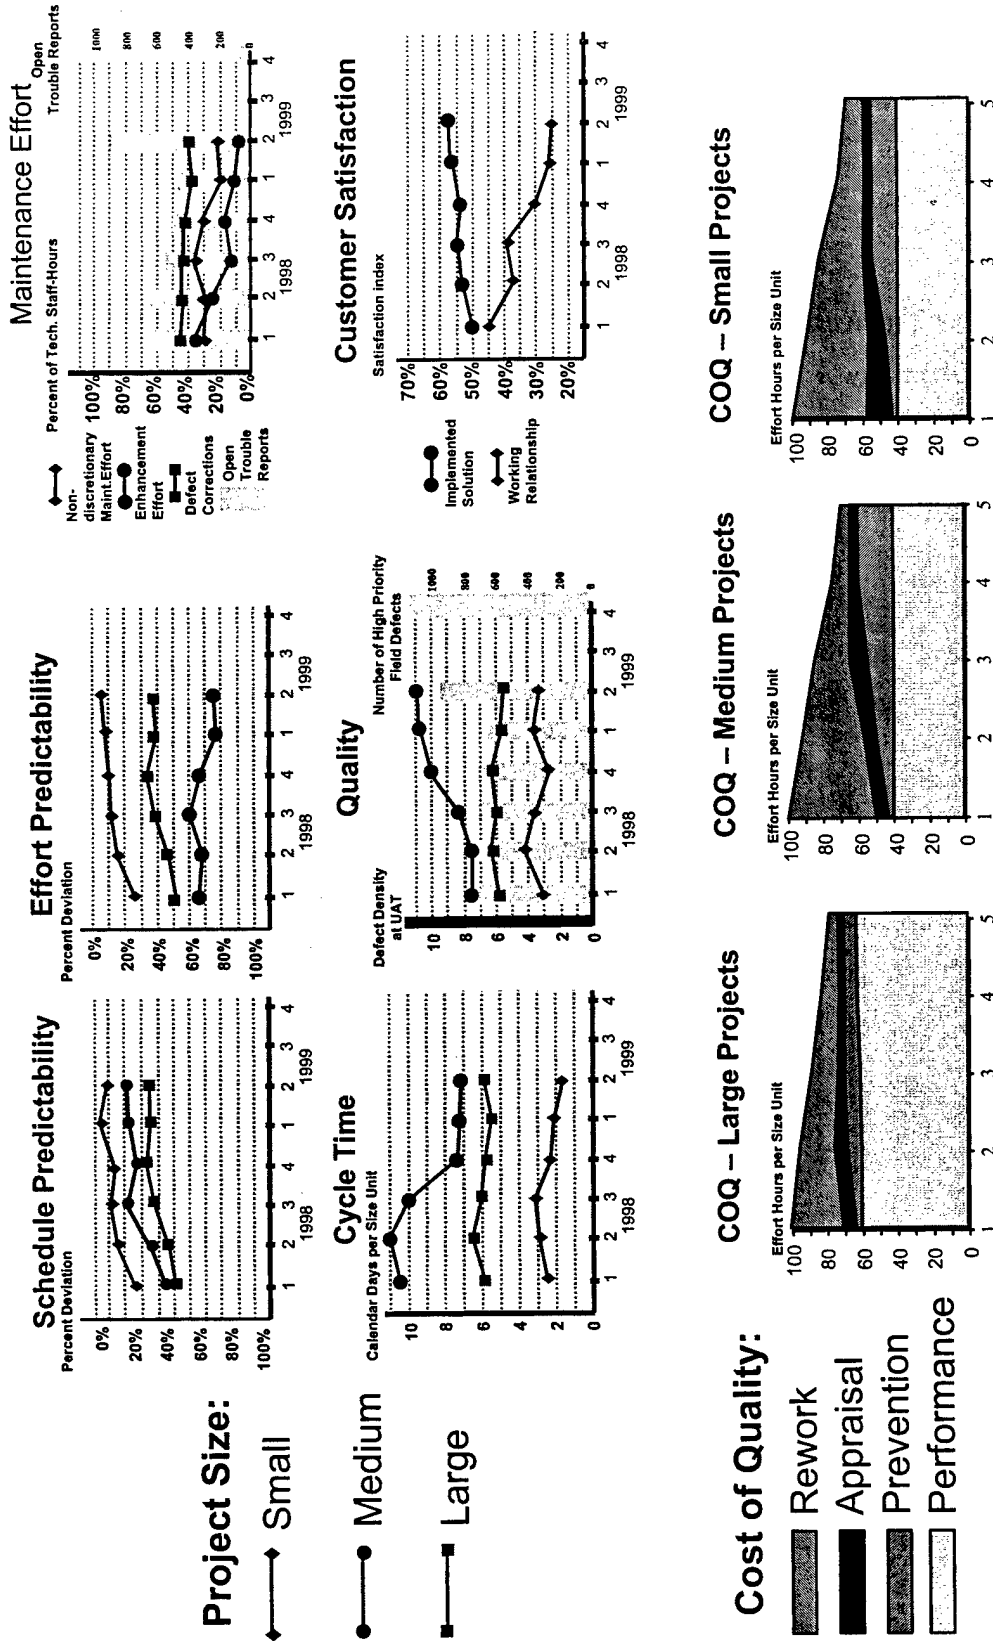 Project Size:
Small
Medium
Large
Schedule Predictability
Percent Deviation
0%
20%
40%
60%
80%
100%
1 2 3 4 1 2 3 4
1998 1999
Effort Predictability
Percent Deviation
0%
20%
40%
60%
80%
100%
1 2 3 4 1 2 3 4
1998 1999
Maintenance Effort
Non-
discretionary
Maint.Effort
Enhancement
Effort
Defect
Corrections
Open
Trouble
Reports
Percent of Tech. Staff-Hours
Open
Trouble Reports
100%
80%
60%
40%
20%
0%
1000
800
600
400
200
0
1 2 3 4 1 2 3 4
1998 1999
Cycle Time
Calendar Days per Size Unit
10
8
6
4
2
0
1 2 3 4 1 2 3 4
1998 1999
Quality
Defect Density
at UAT
Number of High Priority
Field Defects
10
8
6
4
2
0
1000
800
600
400
200
0
1 2 3 4 1 2 3 4
1998 1999
Customer Satisfaction
Implemented
Solution
Working
Relationship
Satisfaction index
70%
60%
50%
40%
30%
20%
1 2 3 4 1 2 3 4
1998 1999
Cost of Quality:
Rework
Appraisal
Prevention
Performance
COQ – Large Projects
Effort Hours per Size Unit
100
80
60
40
20
0
1 2 3 4 5
COQ – Medium Projects
Effort Hours per Size Unit
100
80
60
40
20
0
1 2 3 4 5
COQ – Small Projects
Effort Hours per Size Unit
100
80
60
40
20
0
1 2 3 4 5